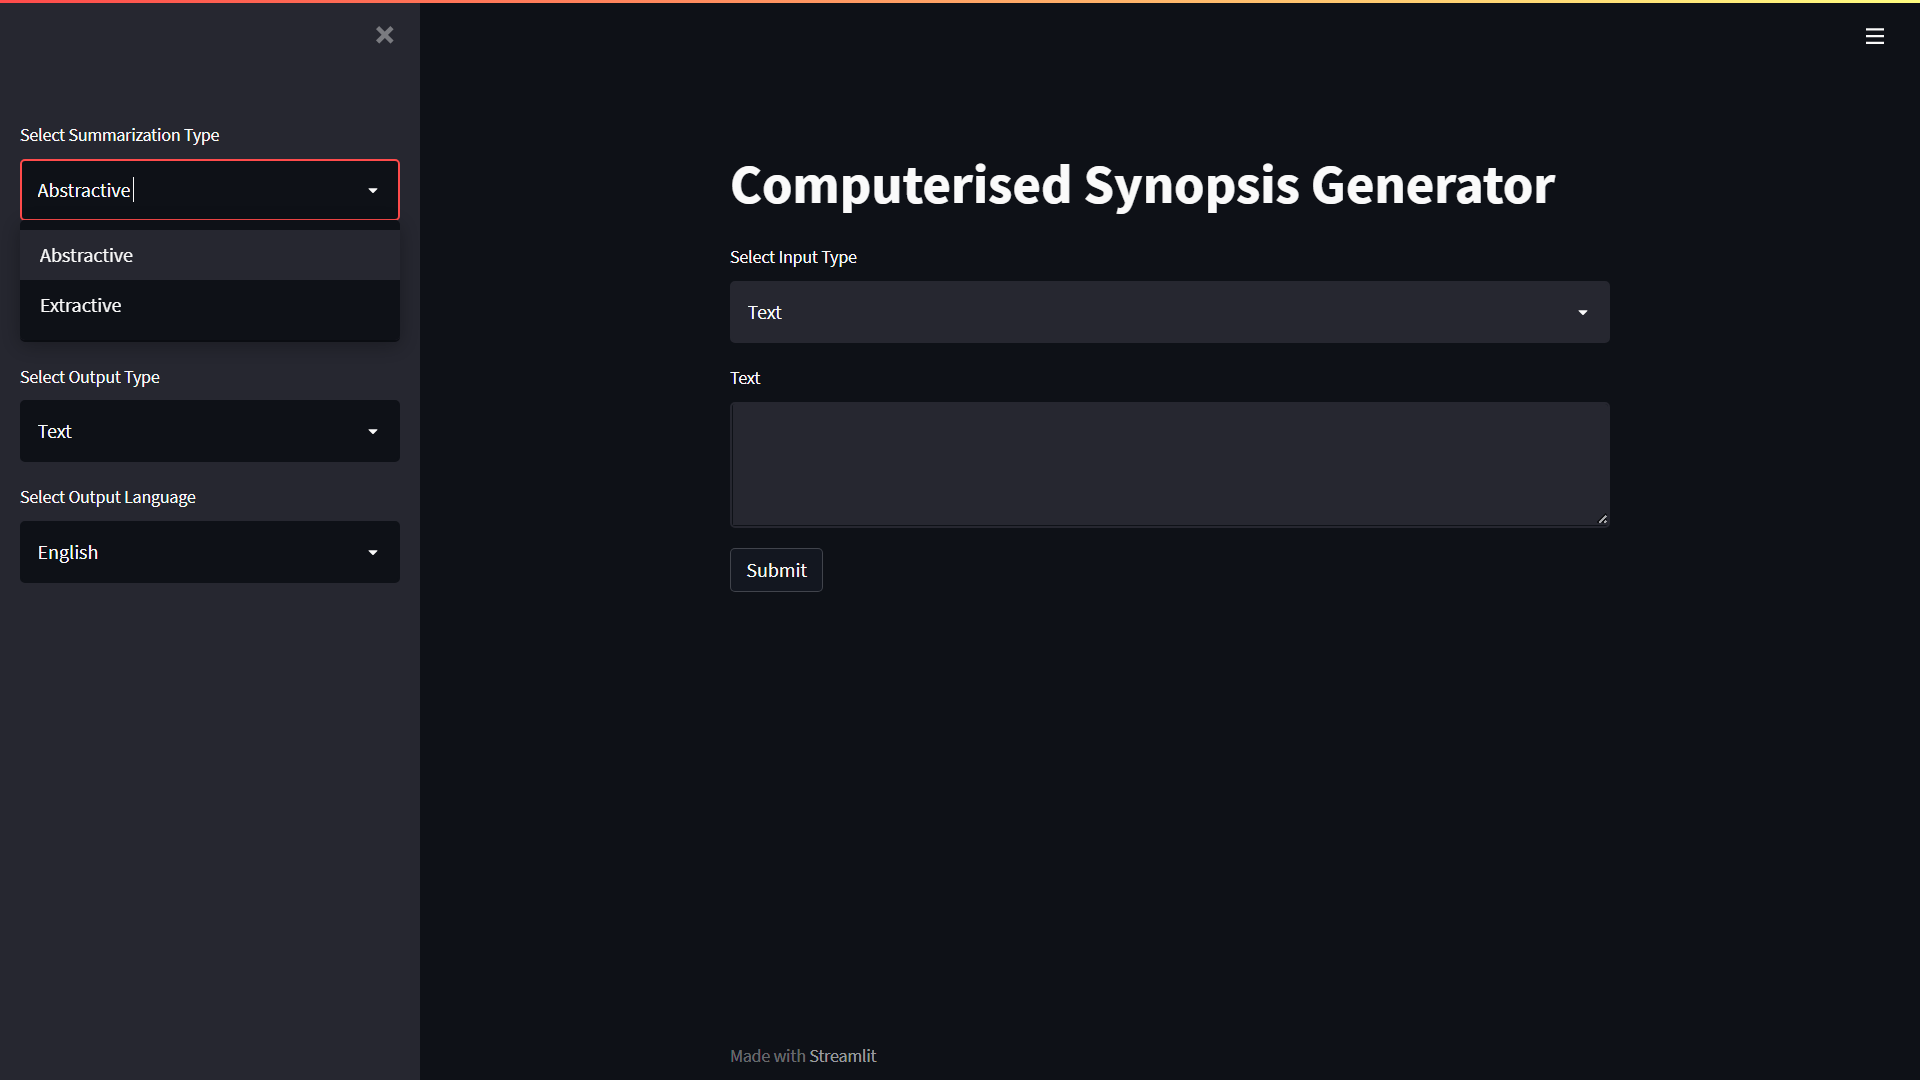 Select Summarization Type
Abstractive
Abstractive
Extractive
Select Output Type
Text
Select Output Language
English
Computerised Synopsis Generator
Select Input Type
Text
Text
Submit
Made with Streamlit